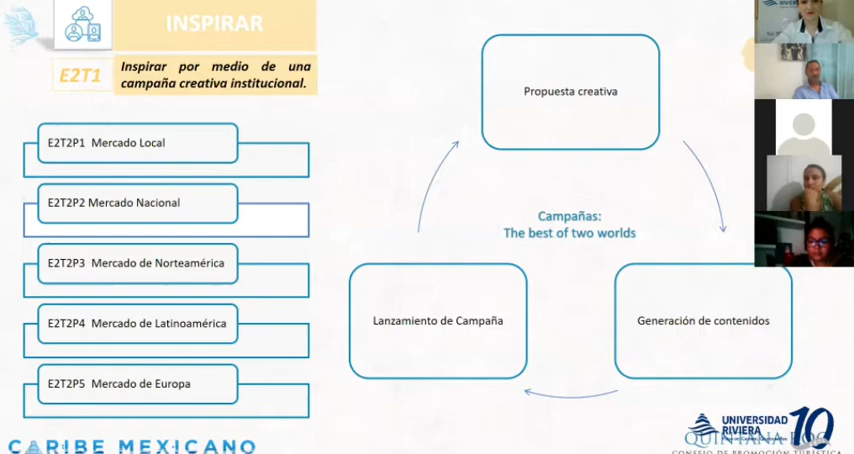 INSPIRAR
E2T1
Inspirar por medio de una
campaña creativa institucional.
E2T2P1 Mercado Local
E2T2P2 Mercado Nacional
E2T2P3 Mercado de Norteamérica
E2T2P4 Mercado de Latinoamérica
E2T2P5 Mercado de Europa
Propuesta creativa
Campañas:
The best of two worlds
Lanzamiento de Campaña
Generación de contenidos
CARIBE MEXICANO
UNIVERSIDAD
RIVIERA
10
QUINTANA ROO
CONSEJO DE PROMOCIÓN TURÍSTICA